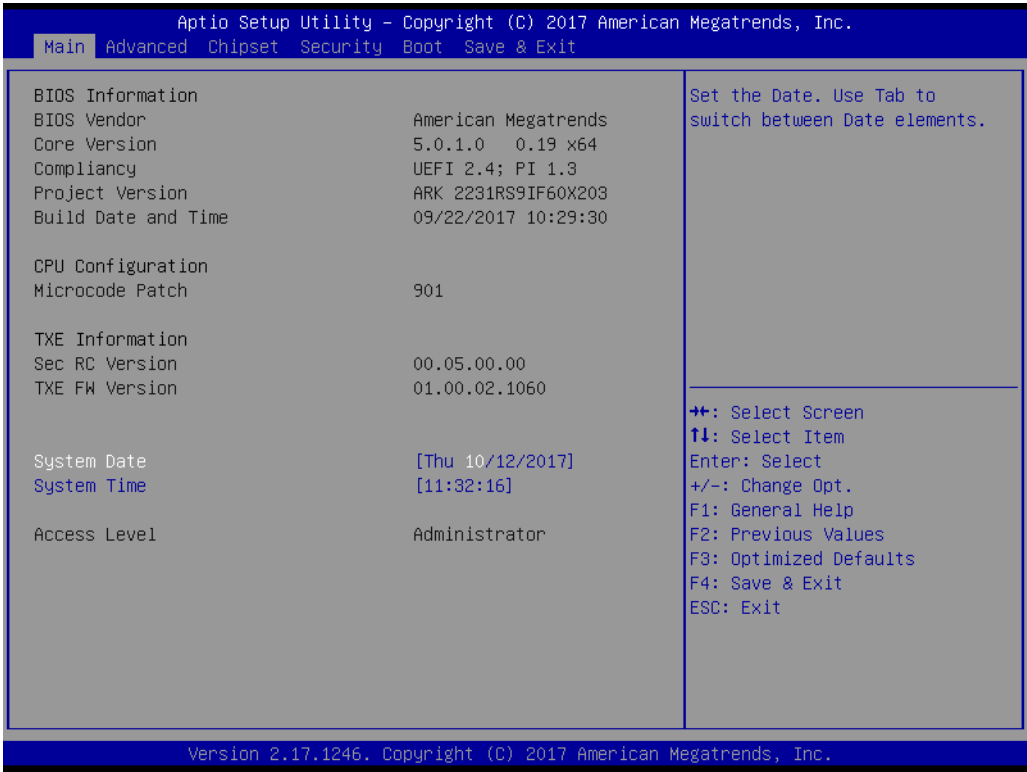 Aptio Setup Utility – Copyright (C) 2017 American Megatrends, Inc.
Main Advanced Chipset Security Boot Save & Exit
BIOS Information
BIOS Vendor American Megatrends
Core Version 5.0.1.0 0.19 x64
Compliancy UEFI 2.4; PI 1.3
Project Version ARK 2231RS9IF60X203
Build Date and Time 09/22/2017 10:29:30
CPU Configuration
Microcode Patch 901
TXE Information
Sec RC Version 00.05.00.00
TXE FW Version 01.00.02.1060
System Date [Thu 10/12/2017]
System Time [11:32:16]
Access Level Administrator
Set the Date. Use Tab to
switch between Date elements.
→←: Select Screen
↑↓: Select Item
Enter: Select
+/-: Change Opt.
F1: General Help
F2: Previous Values
F3: Optimized Defaults
F4: Save & Exit
ESC: Exit
Version 2.17.1246. Copyright (C) 2017 American Megatrends, Inc.